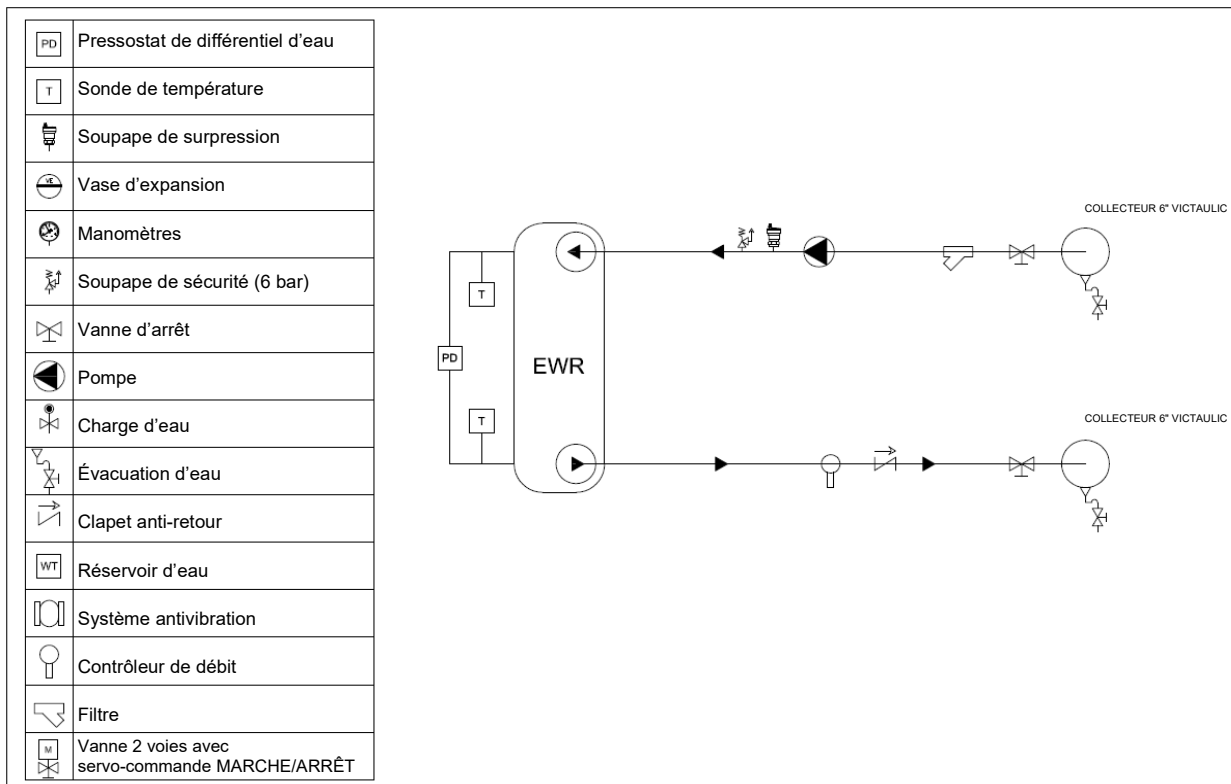 PD Pressostat de différentiel d'eau
T Sonde de température
Soupape de surpression
VE Vase d'expansion
Manomètres
Soupape de sécurité (6 bar)
Vanne d'arrêt
Pompe
Charge d'eau
Évacuation d'eau
Clapet anti-retour
WT Réservoir d'eau
Système antivibration
Contrôleur de débit
Filtre
M Vanne 2 voies avec
servo-commande MARCHE/ARRÊT
COLLECTEUR 6" VICTAULIC
T
PD
EWR
T
COLLECTEUR 6" VICTAULIC